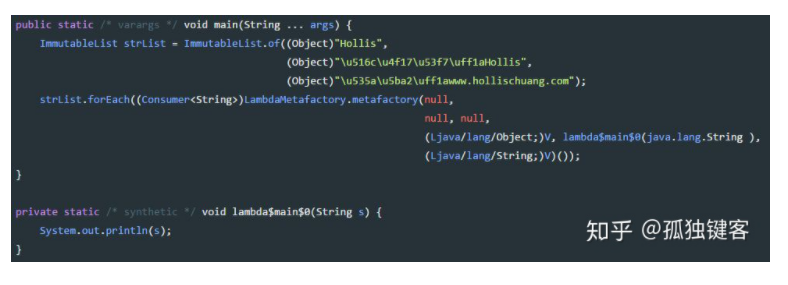 public static /* varargs */ void main(String ... args) {
    ImmutableList strList = ImmutableList.of((Object)"Hollis",
                                             (Object)"\u516c\u4f17\u53f7\uff1aHollis",
                                             (Object)"\u535a\u5ba2\uff1awww.hollischuang.com");
    strList.forEach((Consumer<String>)LambdaMetafactory.metafactory(null,
                                                                    null, null,
                                                                    (Ljava/lang/Object;)V, lambda$main$0(java.lang.String ),
                                                                    (Ljava/lang/String;)V)());
}
private static /* synthetic */ void lambda$main$0(String s) {
    System.out.println(s);
}
知乎 @孤独键客